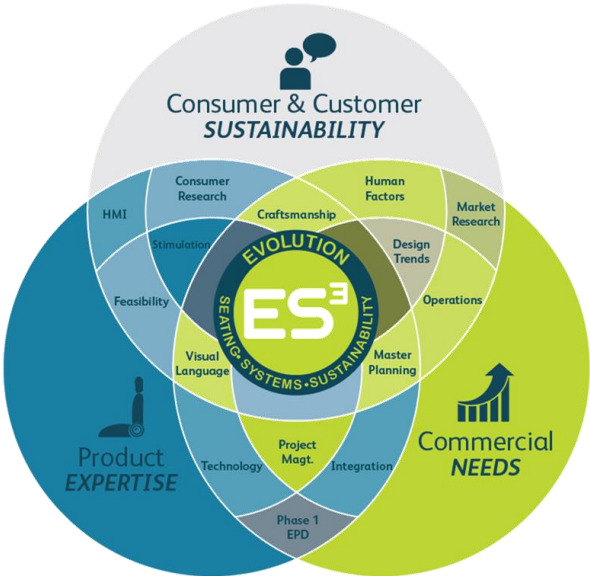 Consumer & Customer
SUSTAINABILITY
Consumer
Research
Human
Factors
HMI
Craftsmanship
Market
Research
Stimulation
Design
Trends
EVOLUTION
ES³
SEATING • SYSTEMS • SUSTAINABILITY
Feasibility
Operations
Visual
Language
Master
Planning
Product
EXPERTISE
Commercial
NEEDS
Project
Magt.
Technology
Integration
Phase 1
EPD